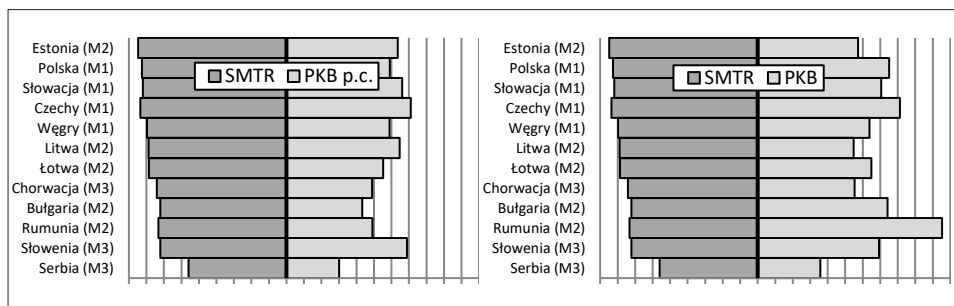 Estonia (M2)
Polska (M1)
Słowacja (M1)
Czechy (M1)
Węgry (M1)
Litwa (M2)
Łotwa (M2)
Chorwacja (M3)
Bułgaria (M2)
Rumunia (M2)
Słowenia (M3)
Serbia (M3)
SMTR PKB p.c.
Estonia (M2)
Polska (M1)
Słowacja (M1)
Czechy (M1)
Węgry (M1)
Litwa (M2)
Łotwa (M2)
Chorwacja (M3)
Bułgaria (M2)
Rumunia (M2)
Słowenia (M3)
Serbia (M3)
SMTR PKB